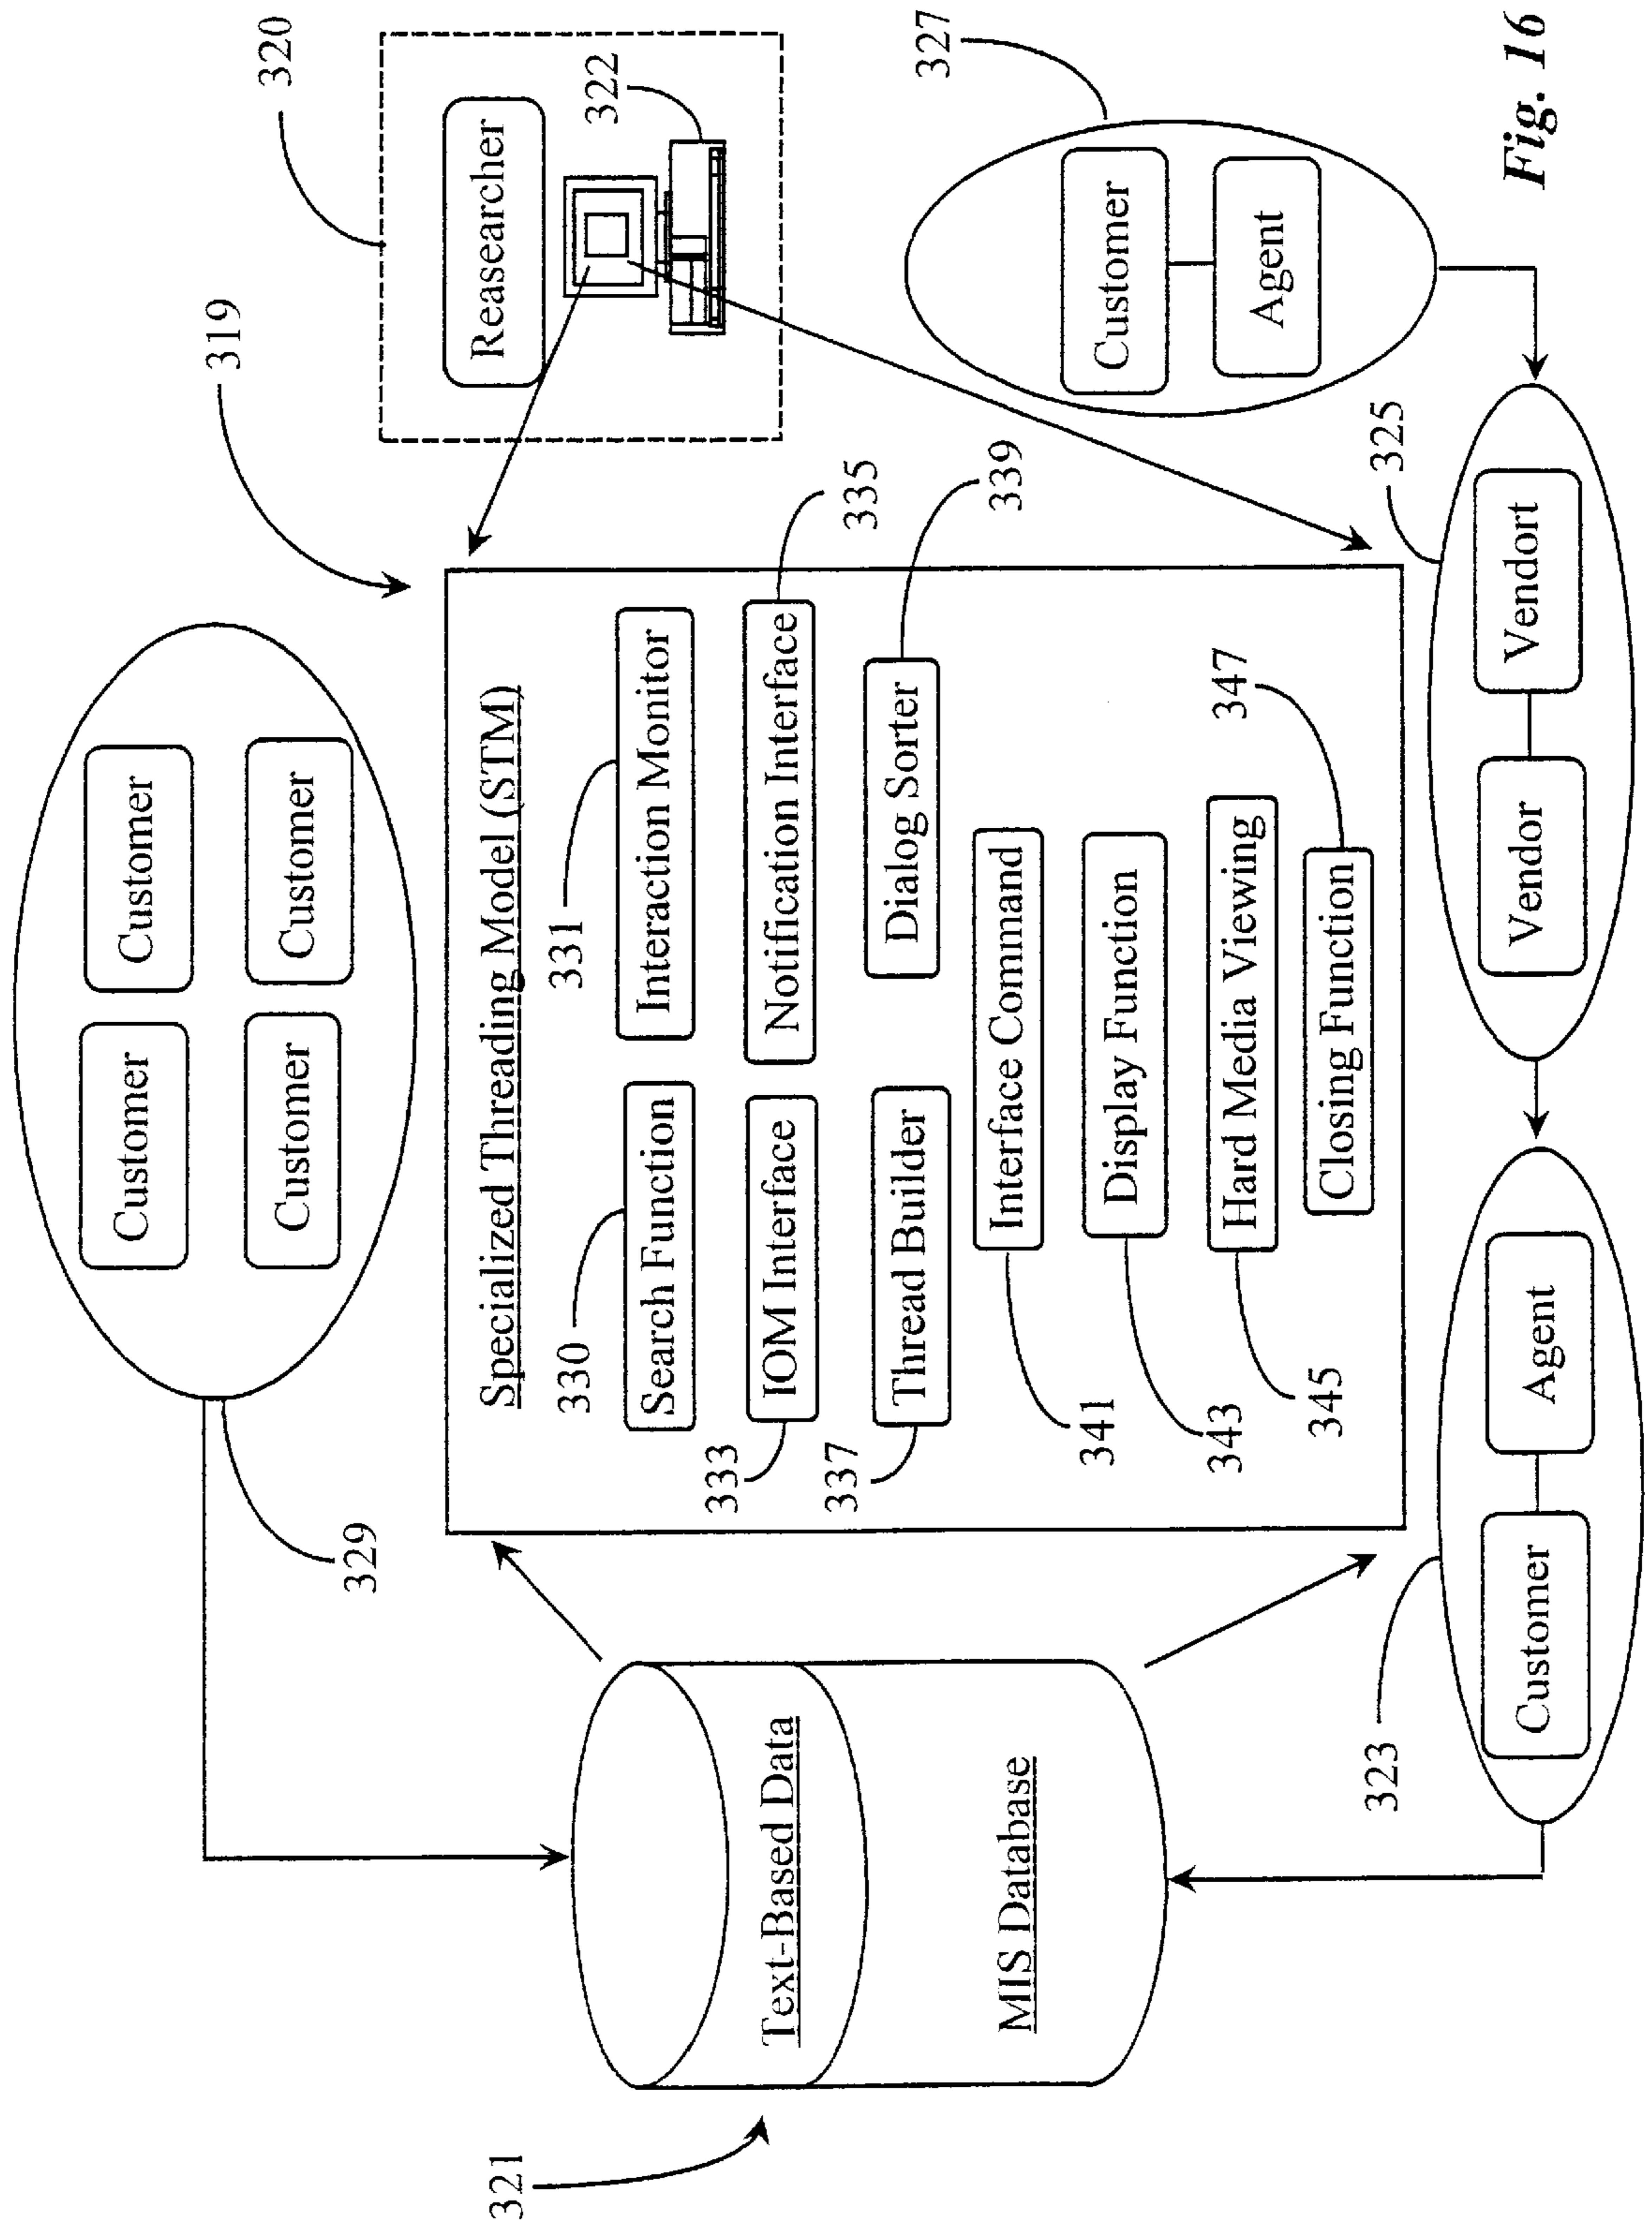 329
Customer
Customer
Customer
Customer
319
320
Reasearcher
322
321
Text-Based Data
MIS Database
Specialized Threading Model (STM)
330
Search Function
331
Interaction Monitor
333
IOM Interface
Notification Interface
335
337
Thread Builder
Dialog Sorter
339
341
Interface Command
343
Display Function
345
Hard Media Viewing
347
Closing Function
327
Customer
Agent
323
Customer
Agent
325
Vendor
Vendort
Fig. 16